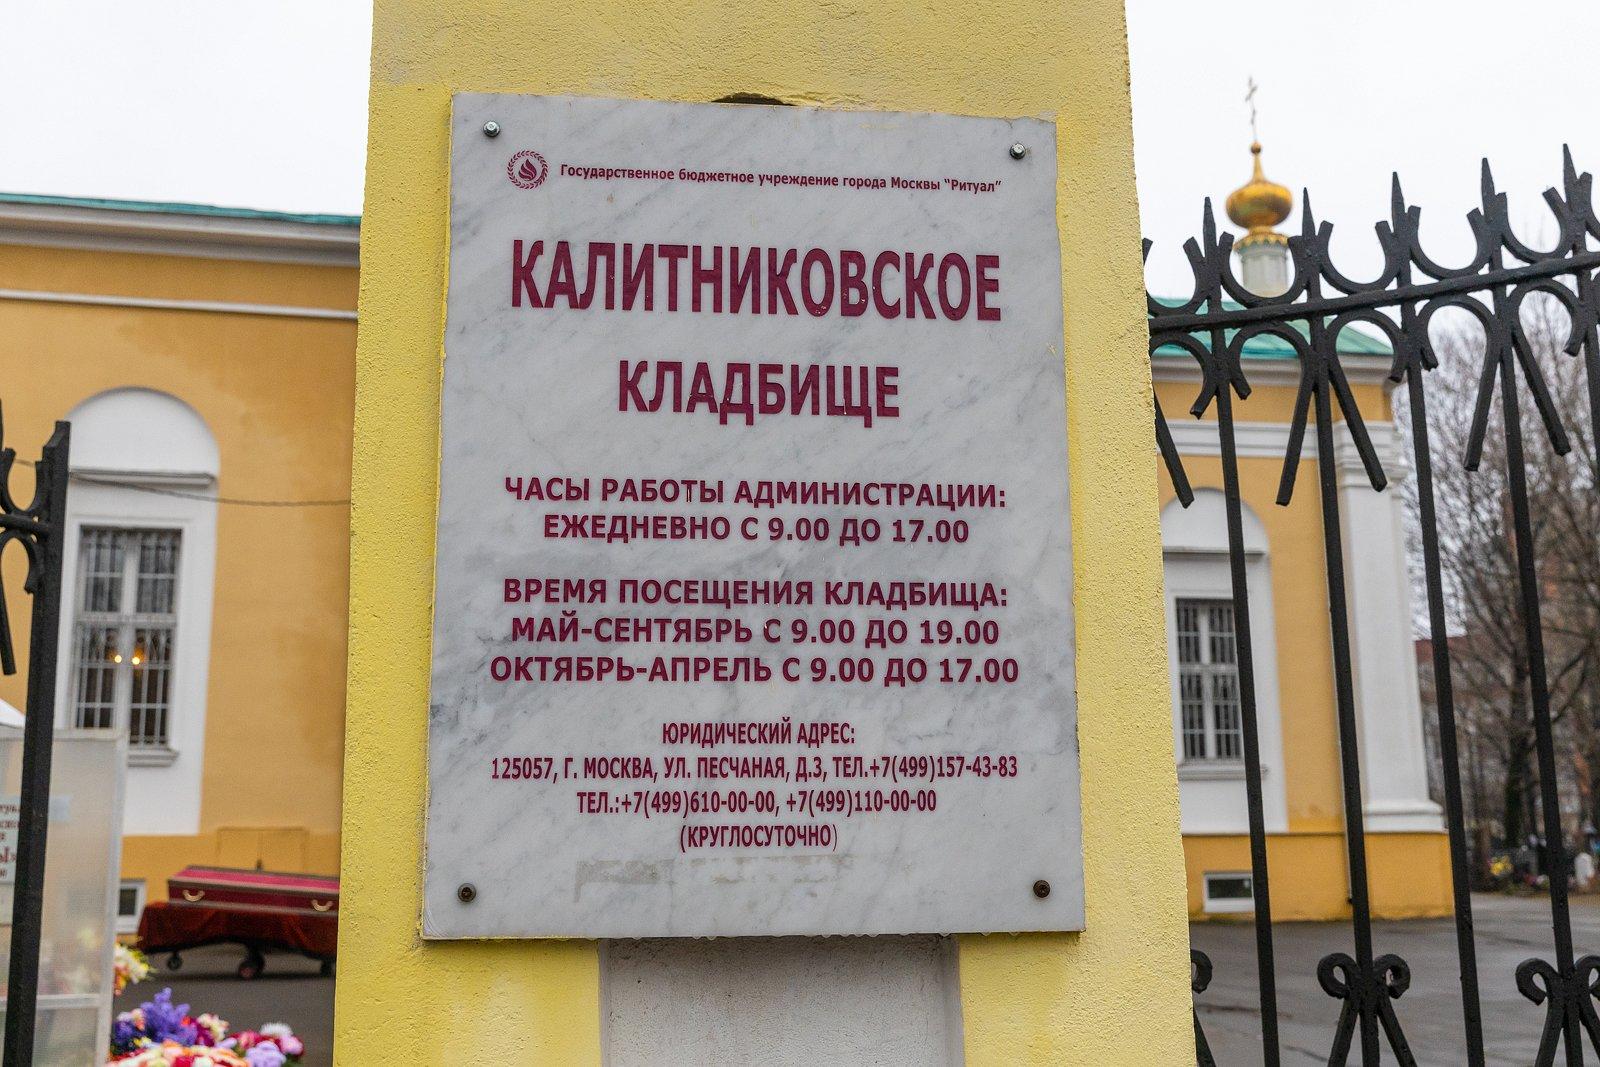 Государственное бюджетное учреждение города Москвы "Ритуал"
КАЛИТНИКОВСКОЕ
КЛАДБИЩЕ
ЧАСЫ РАБОТЫ АДМИНИСТРАЦИИ:
ЕЖЕДНЕВНО С 9.00 ДО 17.00
ВРЕМЯ ПОСЕЩЕНИЯ КЛАДБИЩА:
МАЙ-СЕНТЯБРЬ С 9.00 ДО 19.00
ОКТЯБРЬ-АПРЕЛЬ С 9.00 ДО 17.00
ЮРИДИЧЕСКИЙ АДРЕС:
125057, Г. МОСКВА, УЛ. ПЕСЧАНАЯ, Д.3, ТЕЛ.+7(499)157-43-83
ТЕЛ.:+7(499)610-00-00, +7(499)110-00-00
(КРУГЛОСУТОЧНО)